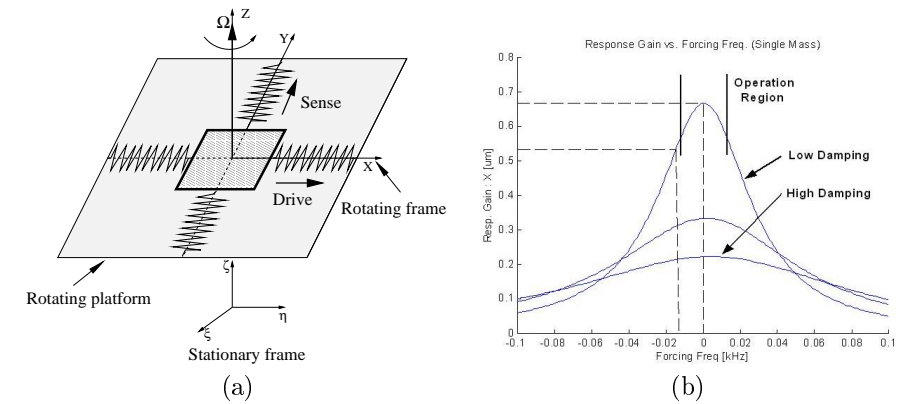 Ω
Z
Y
Sense
X
Drive
Rotating frame
ζ
Rotating platform
η
ξ
Stationary frame
(a)
Response Gain vs. Forcing Freq. (Single Mass)
0.8
0.7
0.6
0.5
0.4
0.3
0.2
0.1
0
Resp. Gain : X [um]
Operation
Region
Low Damping
High Damping
-0.1 -0.08 -0.06 -0.04 -0.02 0 0.02 0.04 0.06 0.08 0.1
Forcing Freq [kHz]
(b)